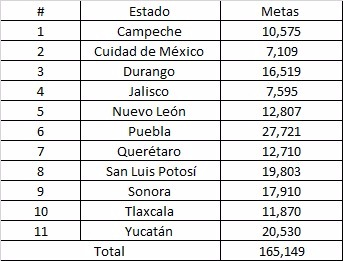 # Estado Metas
1 Campeche 10,575
2 Cuidad de México 7,109
3 Durango 16,519
4 Jalisco 7,595
5 Nuevo León 12,807
6 Puebla 27,721
7 Querétaro 12,710
8 San Luis Potosí 19,803
9 Sonora 17,910
10 Tlaxcala 11,870
11 Yucatán 20,530
Total 165,149